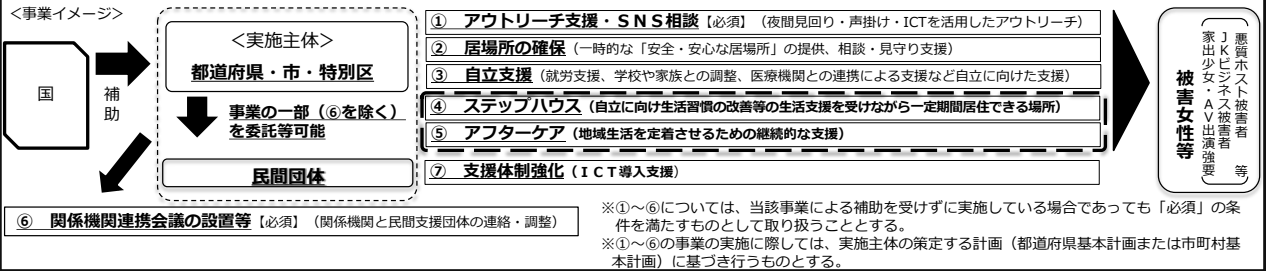 ＜事業イメージ＞
国
補助
＜実施主体＞
都道府県・市・特別区
事業の一部（⑥を除く）
を委託等可能
民間団体
① アウトリーチ支援・ＳＮＳ相談【必須】（夜間見回り・声掛け・ICTを活用したアウトリーチ）
② 居場所の確保（一時的な「安全・安心な居場所」の提供、相談・見守り支援）
③ 自立支援（就労支援、学校や家族との調整、医療機関との連携による支援など自立に向けた支援）
④ ステップハウス（自立に向け生活習慣の改善等の生活支援を受けながら一定期間居住できる場所）
⑤ アフターケア（地域生活を定着させるための継続的な支援）
⑦ 支援体制強化（ＩＣＴ導入支援）
悪質ホスト被害者　等
ＪＫビジネス被害者
家出少女・ＡＶ出演強要
被害女性等
⑥ 関係機関連携会議の設置等【必須】（関係機関と民間支援団体の連絡・調整）
※①～⑥については、当該事業による補助を受けずに実施している場合であっても「必須」の条
件を満たすものとして取り扱うこととする。
※①～⑥の事業の実施に際しては、実施主体の策定する計画（都道府県基本計画または市町村基
本計画）に基づき行うものとする。